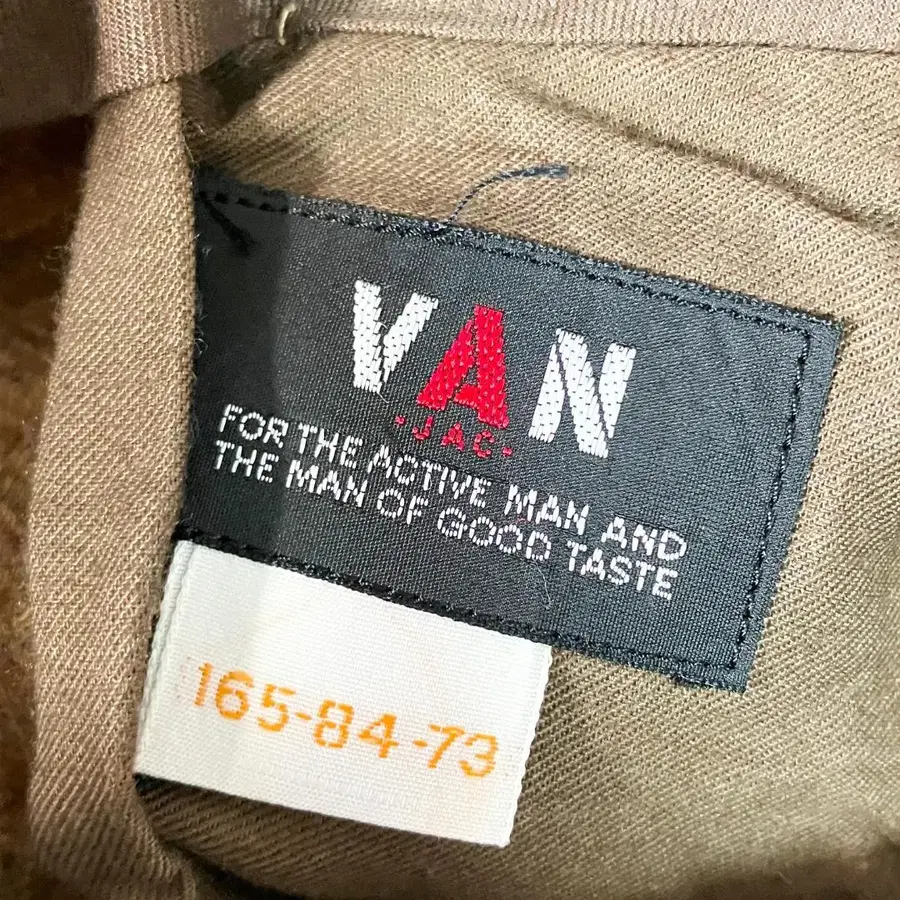 VAN
-JAC-
FOR THE ACTIVE MAN AND
THE MAN OF GOOD TASTE
165-84-73